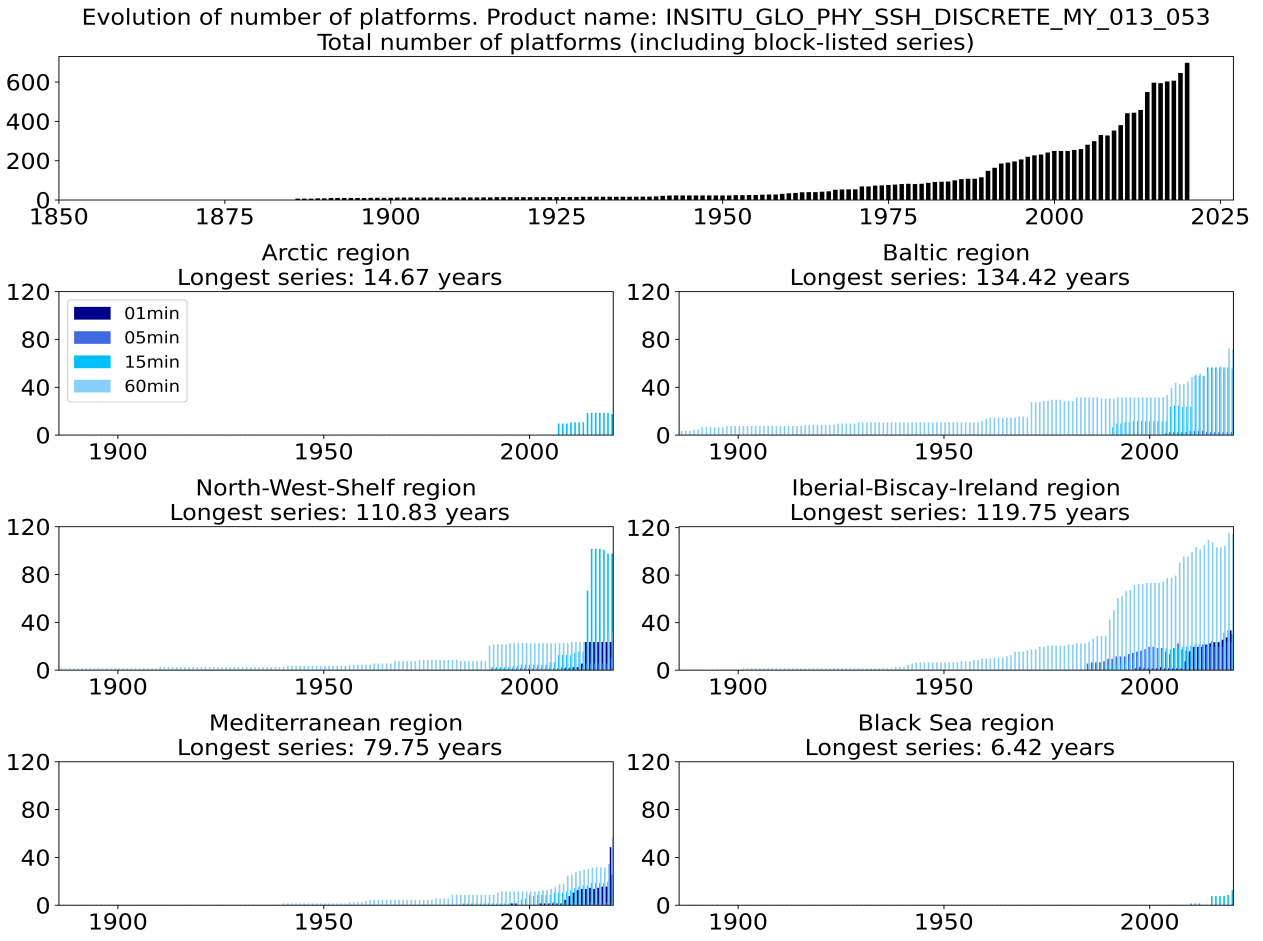 Evolution of number of platforms. Product name: INSITU_GLO_PHY_SSH_DISCRETE_MY_013_053
Total number of platforms (including block-listed series)
600
400
200
0
1850 1875 1900 1925 1950 1975 2000 2025
Arctic region
Longest series: 14.67 years
120
80
40
0
01min
05min
15min
60min
1900 1950 2000
Baltic region
Longest series: 134.42 years
120
80
40
0
1900 1950 2000
North-West-Shelf region
Longest series: 110.83 years
120
80
40
0
1900 1950 2000
Iberial-Biscay-Ireland region
Longest series: 119.75 years
120
80
40
0
1900 1950 2000
Mediterranean region
Longest series: 79.75 years
120
80
40
0
1900 1950 2000
Black Sea region
Longest series: 6.42 years
120
80
40
0
1900 1950 2000